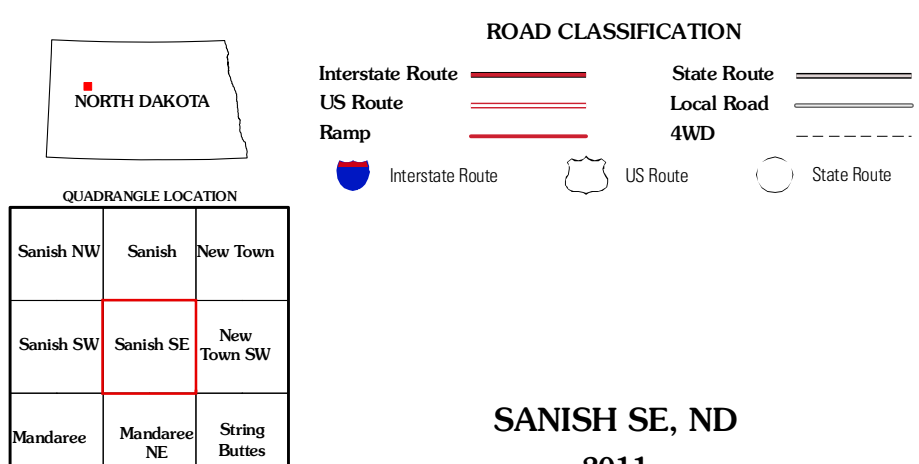 ROAD CLASSIFICATION
Interstate Route
State Route
US Route
Local Road
Ramp
4WD
Interstate Route
US Route
State Route
NORTH DAKOTA
QUADRANGLE LOCATION
Sanish NW
Sanish
New Town
Sanish SW
Sanish SE
New
Town SW
Mandaree
Mandaree
NE
String
Buttes
SANISH SE, ND
2011